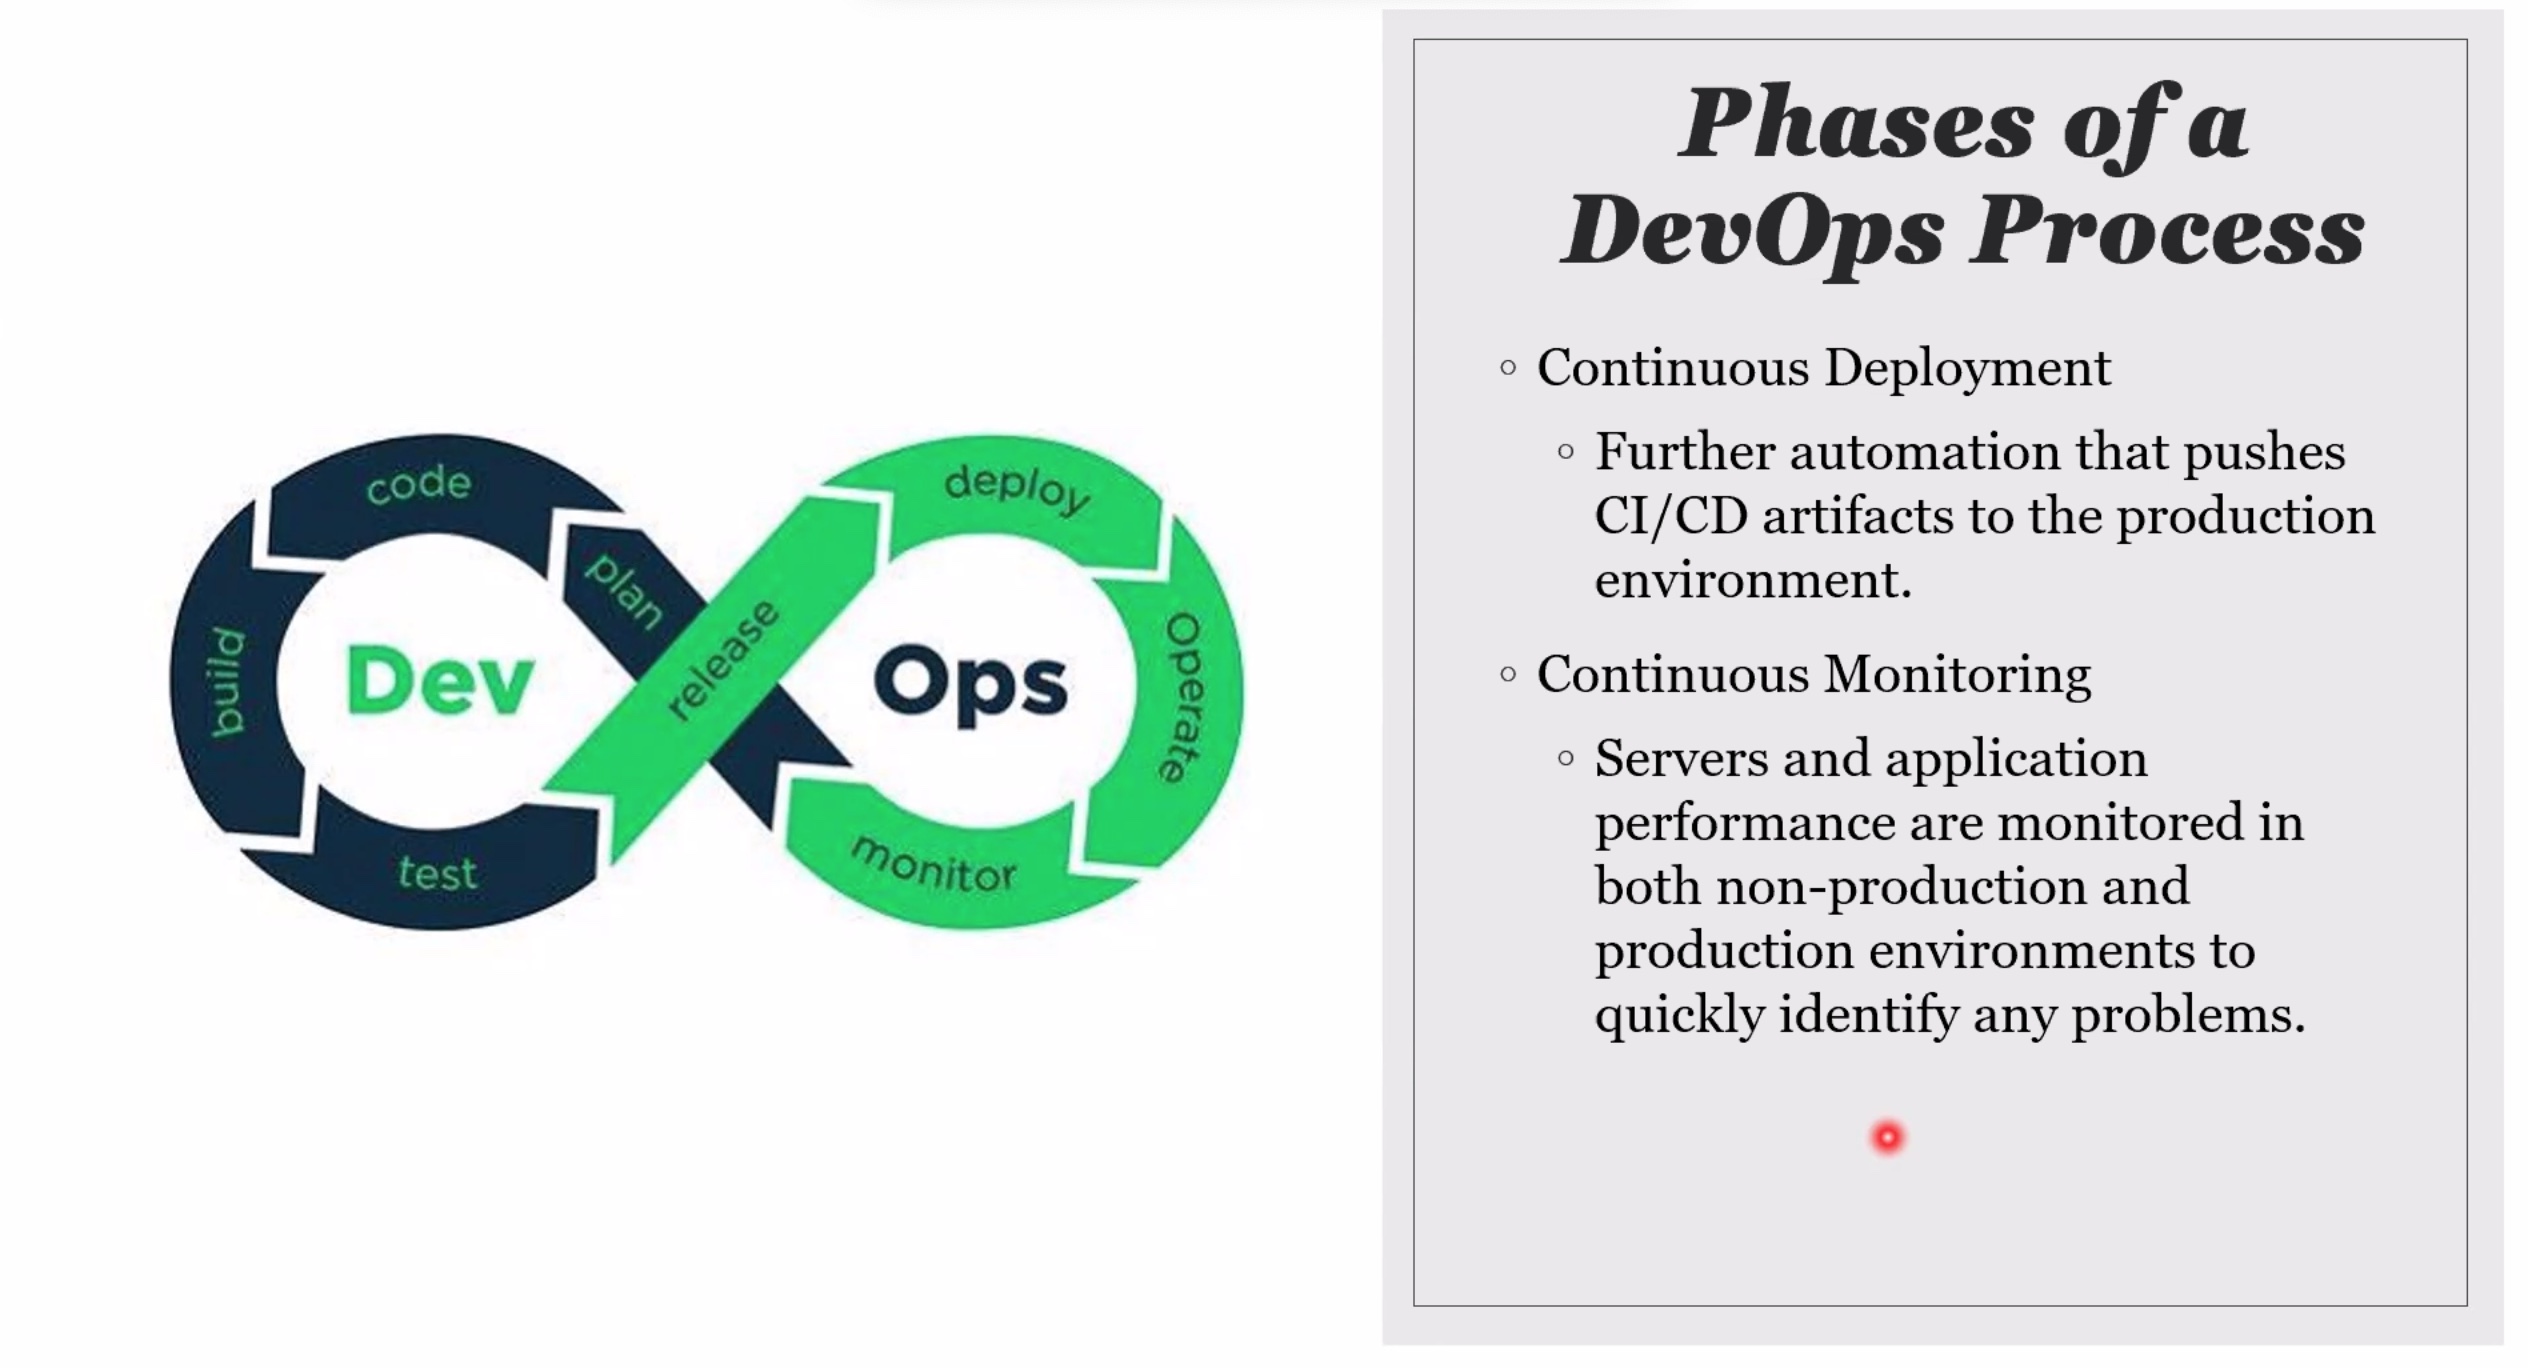 code
plan
build
Dev
test
release
deploy
Ops
Operate
monitor
Phases of a
DevOps Process
Continuous Deployment
Further automation that pushes
CI/CD artifacts to the production
environment.
Continuous Monitoring
Servers and application
performance are monitored in
both non-production and
production environments to
quickly identify any problems.